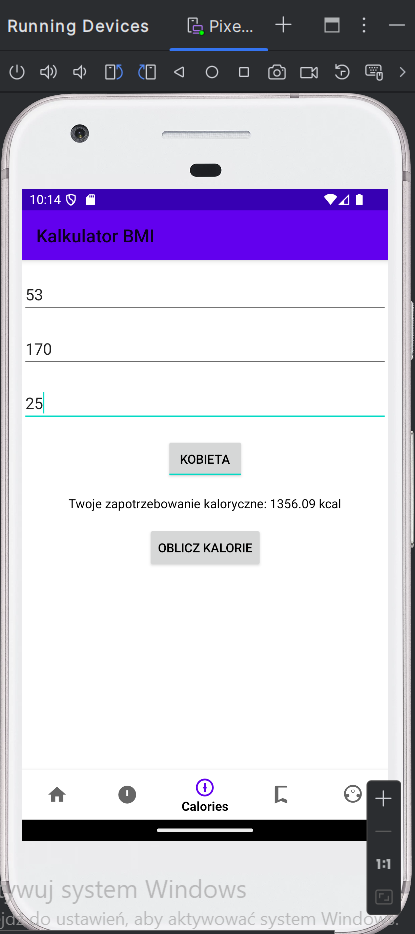 Running Devices
Pixe...
10:14
Kalkulator BMI
53
170
25
KOBIETA
Twoje zapotrzebowanie kaloryczne: 1356.09 kcal
OBLICZ KALORIE
Calories
1:1
ywuj system Windows
jdź do ustawień, aby aktywować system Windows.